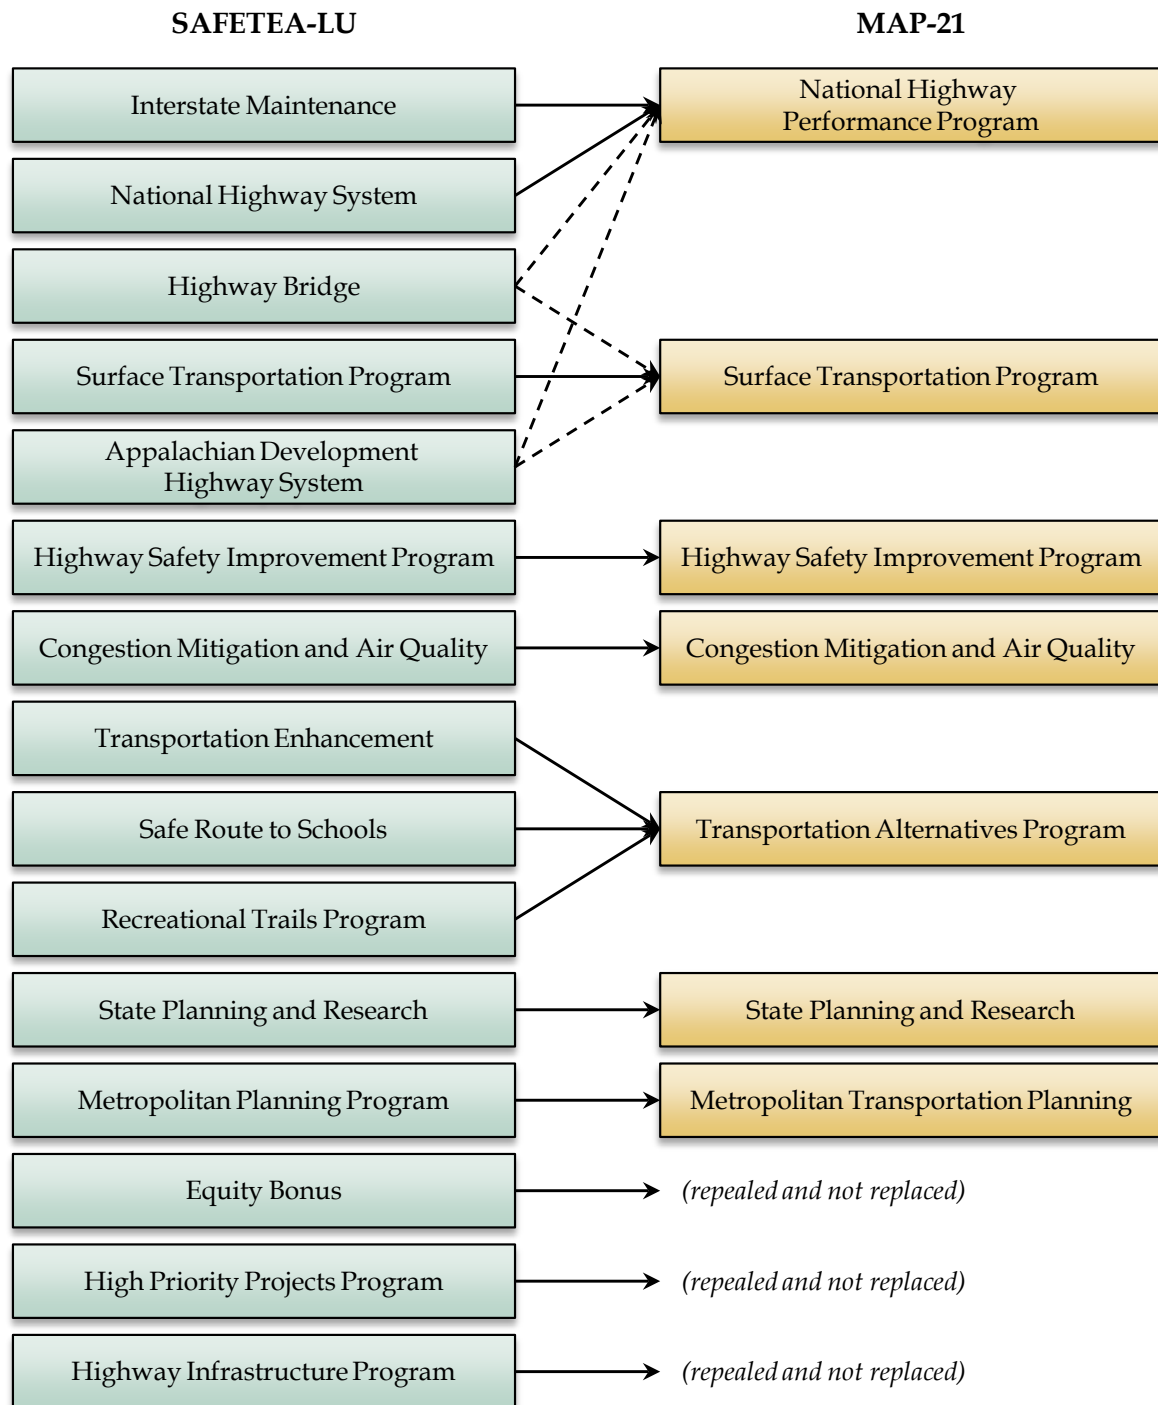 SAFETEA-LU
MAP-21
Interstate Maintenance
National Highway
Performance Program
National Highway System
Highway Bridge
Surface Transportation Program
Surface Transportation Program
Appalachian Development
Highway System
Highway Safety Improvement Program
Highway Safety Improvement Program
Congestion Mitigation and Air Quality
Congestion Mitigation and Air Quality
Transportation Enhancement
Safe Route to Schools
Transportation Alternatives Program
Recreational Trails Program
State Planning and Research
State Planning and Research
Metropolitan Planning Program
Metropolitan Transportation Planning
Equity Bonus
(repealed and not replaced)
High Priority Projects Program
(repealed and not replaced)
Highway Infrastructure Program
(repealed and not replaced)